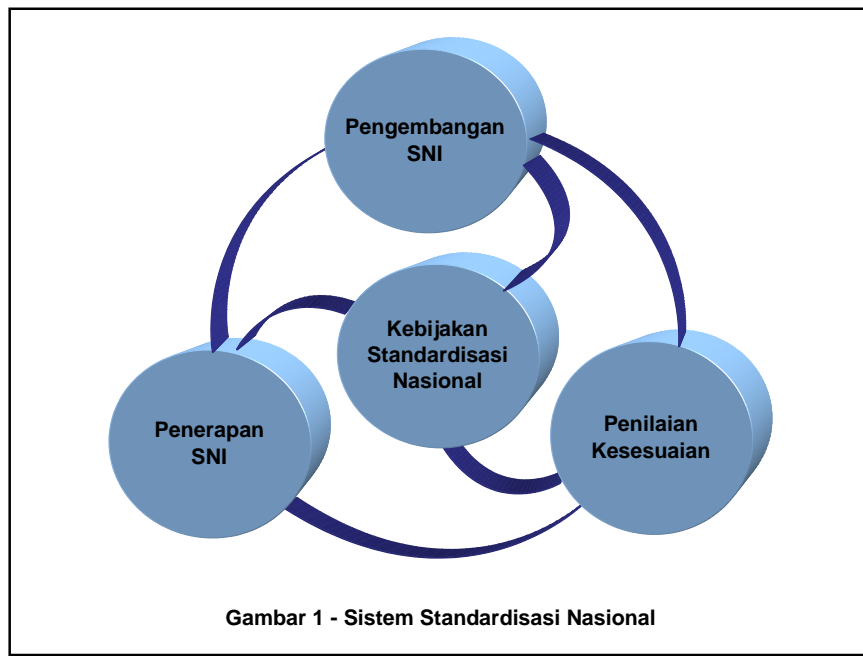 Pengembangan
SNI
Kebijakan
Standardisasi
Nasional
Penerapan
SNI
Penilaian
Kesesuaian
Gambar 1 - Sistem Standardisasi Nasional